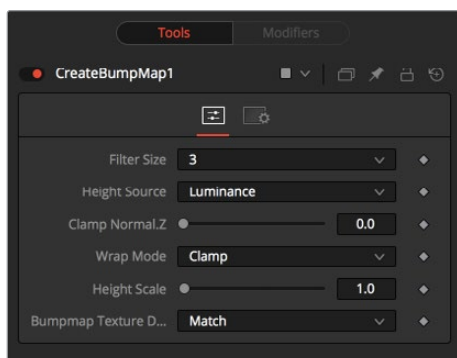 Tools Modifiers
CreateBumpMap1
Filter Size 3
Height Source Luminance
Clamp Normal.Z 0.0
Wrap Mode Clamp
Height Scale 1.0
Bumpmap Texture D... Match